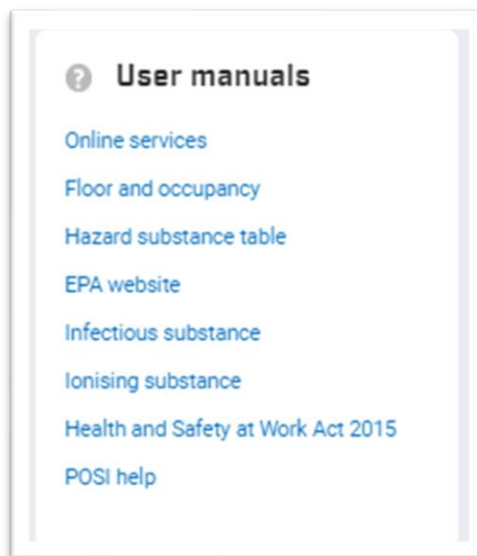 User manuals
Online services
Floor and occupancy
Hazard substance table
EPA website
Infectious substance
Ionising substance
Health and Safety at Work Act 2015
POSI help